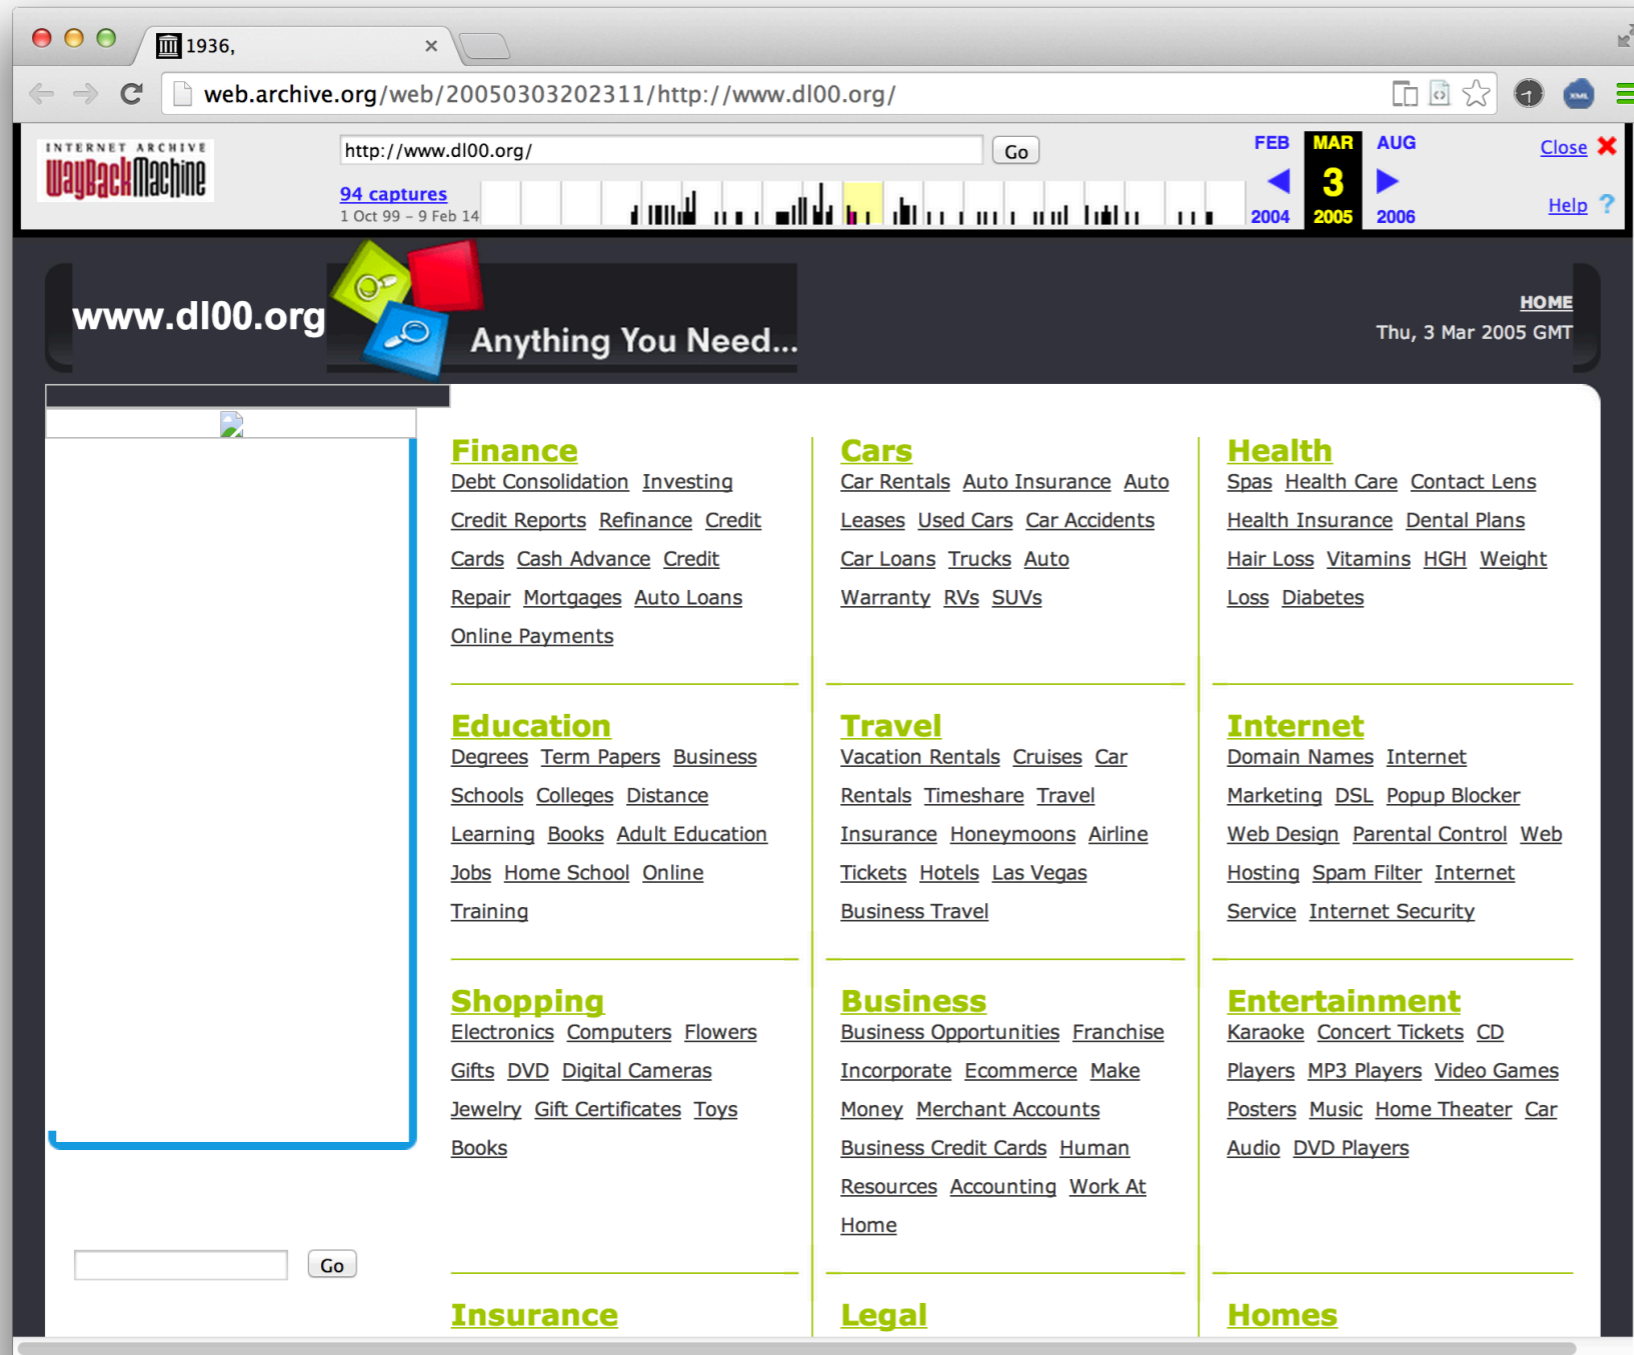 1936,
web.archive.org/web/20050303202311/http://www.dl00.org/
INTERNET ARCHIVE
WayBackMachine
http://www.dl00.org/
Go
94 captures
1 Oct 99 – 9 Feb 14
FEB MAR AUG
3
2004 2005 2006
Close
Help ?
www.dl00.org
Anything You Need...
HOME
Thu, 3 Mar 2005 GMT
Finance
Debt Consolidation Investing
Credit Reports Refinance Credit
Cards Cash Advance Credit
Repair Mortgages Auto Loans
Online Payments
Cars
Car Rentals Auto Insurance Auto
Leases Used Cars Car Accidents
Car Loans Trucks Auto
Warranty RVs SUVs
Health
Spas Health Care Contact Lens
Health Insurance Dental Plans
Hair Loss Vitamins HGH Weight
Loss Diabetes
Education
Degrees Term Papers Business
Schools Colleges Distance
Learning Books Adult Education
Jobs Home School Online
Training
Travel
Vacation Rentals Cruises Car
Rentals Timeshare Travel
Insurance Honeymoons Airline
Tickets Hotels Las Vegas
Business Travel
Internet
Domain Names Internet
Marketing DSL Popup Blocker
Web Design Parental Control Web
Hosting Spam Filter Internet
Service Internet Security
Shopping
Electronics Computers Flowers
Gifts DVD Digital Cameras
Jewelry Gift Certificates Toys
Books
Business
Business Opportunities Franchise
Incorporate Ecommerce Make
Money Merchant Accounts
Business Credit Cards Human
Resources Accounting Work At
Home
Entertainment
Karaoke Concert Tickets CD
Players MP3 Players Video Games
Posters Music Home Theater Car
Audio DVD Players
Go
Insurance
Legal
Homes